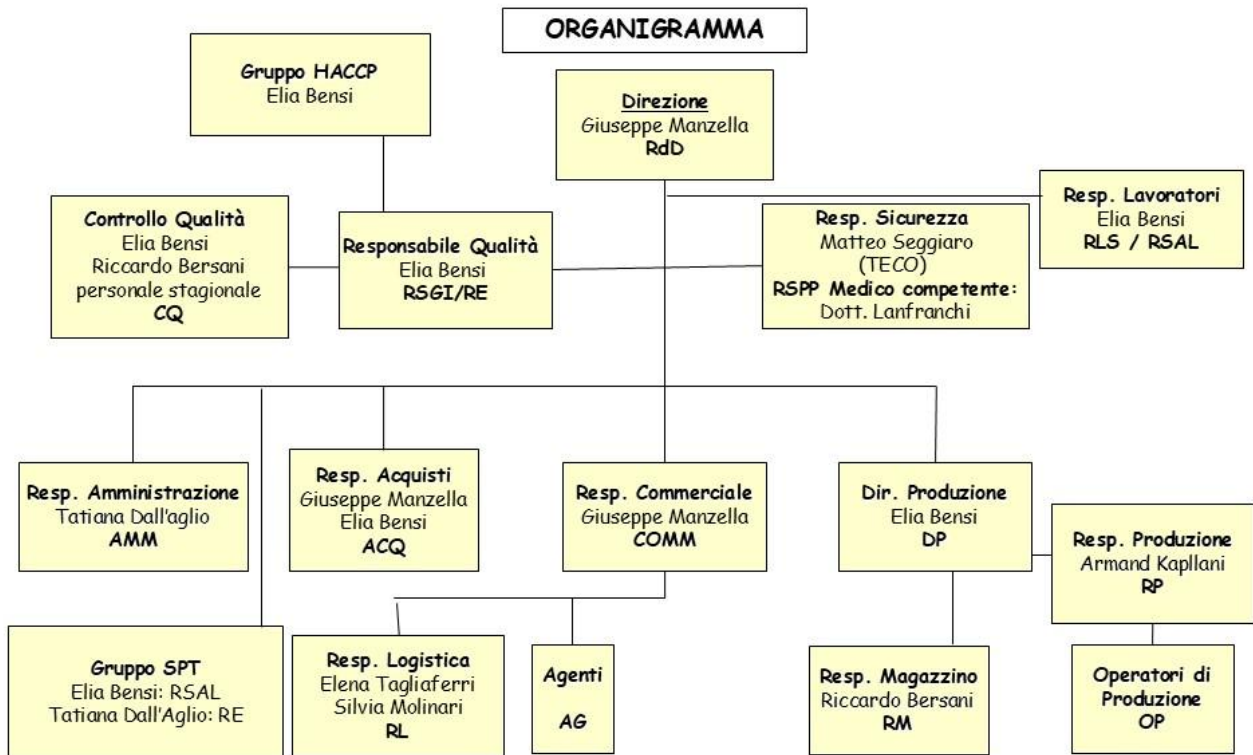 ORGANIGRAMMA
Gruppo HACCP
Elia Bensi
Direzione
Giuseppe Manzella
RdD
Controllo Qualità
Elia Bensi
Riccardo Bersani
personale stagionale
CQ
Responsabile Qualità
Elia Bensi
RSGI/RE
Resp. Sicurezza
Matteo Seggiaro
(TECO)
RSPP Medico competente:
Dott. Lanfranchi
Resp. Lavoratori
Elia Bensi
RLS / RSAL
Resp. Amministrazione
Tatiana Dall'aglio
AMM
Resp. Acquisti
Giuseppe Manzella
Elia Bensi
ACQ
Resp. Commerciale
Giuseppe Manzella
COMM
Dir. Produzione
Elia Bensi
DP
Resp. Produzione
Armand Kapllani
RP
Gruppo SPT
Elia Bensi: RSAL
Tatiana Dall'Aglio: RE
Resp. Logistica
Elena Tagliaferri
Silvia Molinari
RL
Agenti
AG
Resp. Magazzino
Riccardo Bersani
RM
Operatori di
Produzione
OP